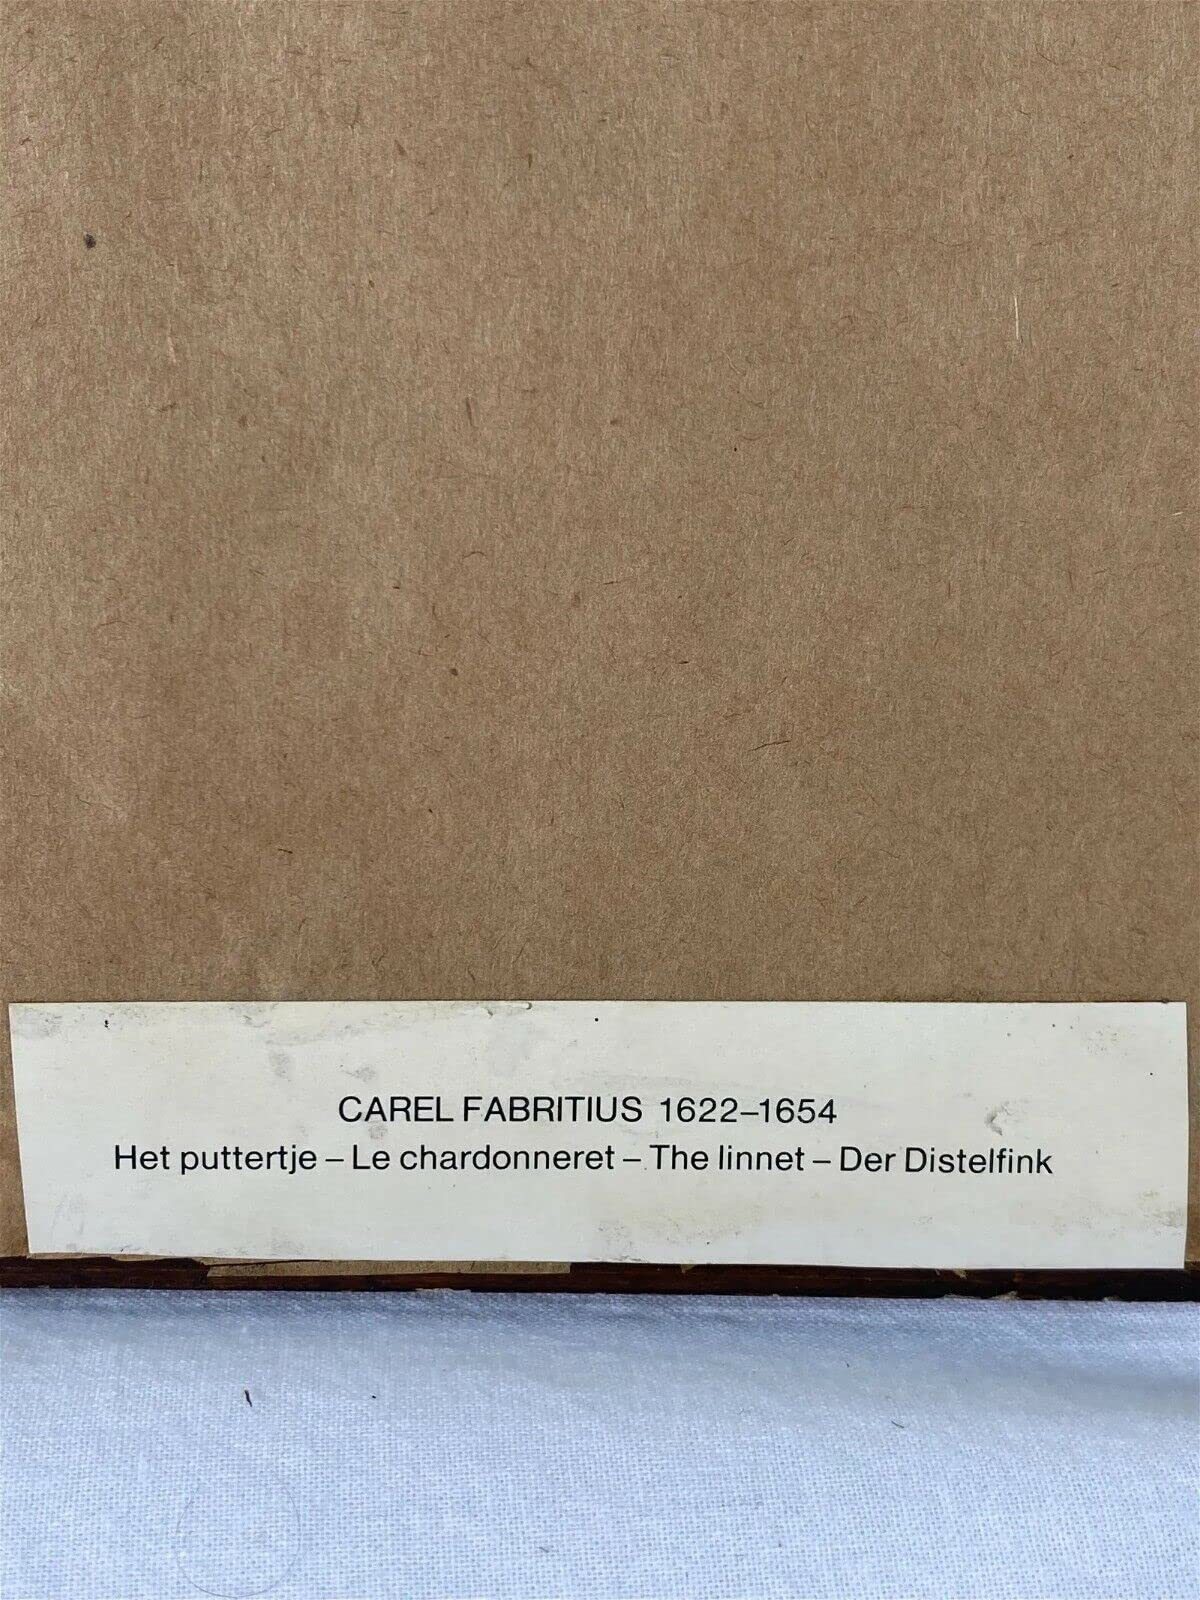 CAREL FABRITIUS 1622–1654
Het puttertje – Le chardonneret – The linnet – Der Distelfink